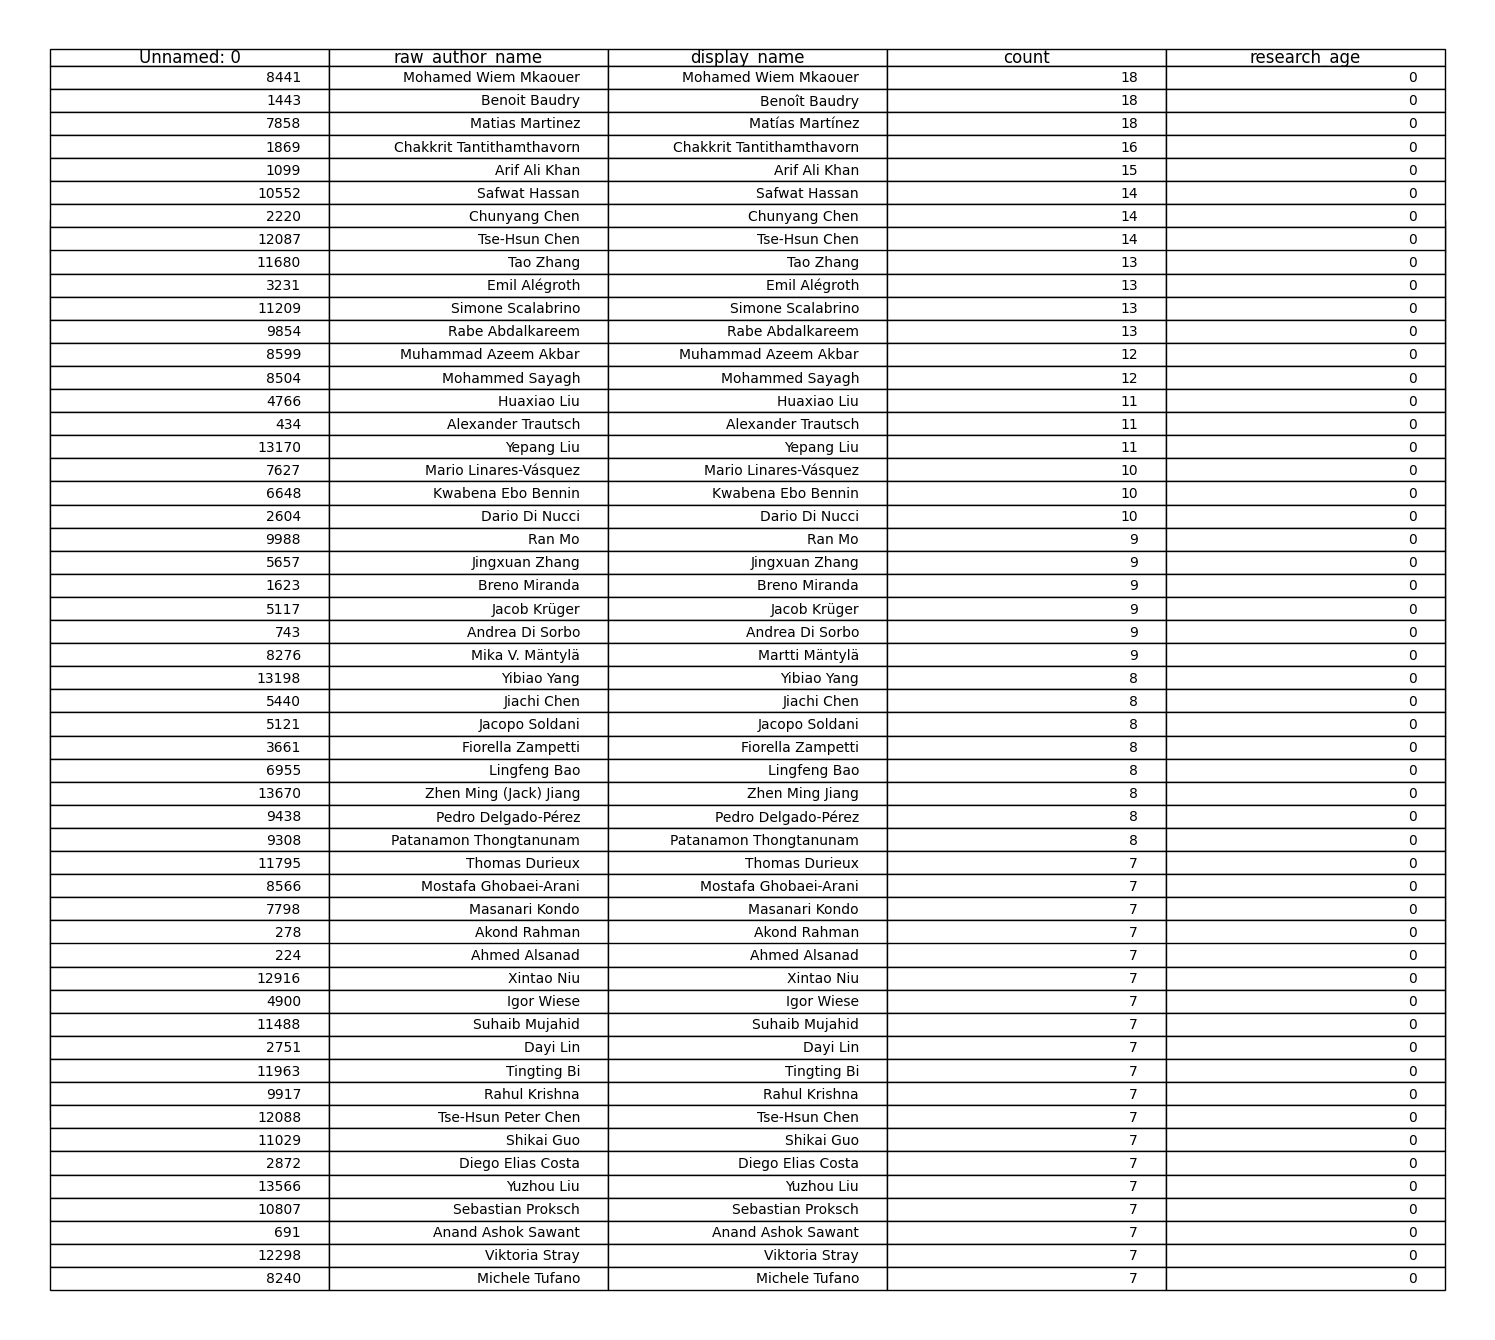 Unnamed: 0 raw_author_name display_name count research_age
8441 Mohamed Wiem Mkaouer Mohamed Wiem Mkaouer 18 0
1443 Benoit Baudry Benoît Baudry 18 0
7858 Matias Martinez Matías Martínez 18 0
1869 Chakkrit Tantithamthavorn Chakkrit Tantithamthavorn 16 0
1099 Arif Ali Khan Arif Ali Khan 15 0
10552 Safwat Hassan Safwat Hassan 14 0
2220 Chunyang Chen Chunyang Chen 14 0
12087 Tse-Hsun Chen Tse-Hsun Chen 14 0
11680 Tao Zhang Tao Zhang 13 0
3231 Emil Alégroth Emil Alégroth 13 0
11209 Simone Scalabrino Simone Scalabrino 13 0
9854 Rabe Abdalkareem Rabe Abdalkareem 13 0
8599 Muhammad Azeem Akbar Muhammad Azeem Akbar 12 0
8504 Mohammed Sayagh Mohammed Sayagh 12 0
4766 Huaxiao Liu Huaxiao Liu 11 0
434 Alexander Trautsch Alexander Trautsch 11 0
13170 Yepang Liu Yepang Liu 11 0
7627 Mario Linares-Vásquez Mario Linares-Vásquez 10 0
6648 Kwabena Ebo Bennin Kwabena Ebo Bennin 10 0
2604 Dario Di Nucci Dario Di Nucci 10 0
9988 Ran Mo Ran Mo 9 0
5657 Jingxuan Zhang Jingxuan Zhang 9 0
1623 Breno Miranda Breno Miranda 9 0
5117 Jacob Krüger Jacob Krüger 9 0
743 Andrea Di Sorbo Andrea Di Sorbo 9 0
8276 Mika V. Mäntylä Martti Mäntylä 9 0
13198 Yibiao Yang Yibiao Yang 8 0
5440 Jiachi Chen Jiachi Chen 8 0
5121 Jacopo Soldani Jacopo Soldani 8 0
3661 Fiorella Zampetti Fiorella Zampetti 8 0
6955 Lingfeng Bao Lingfeng Bao 8 0
13670 Zhen Ming (Jack) Jiang Zhen Ming Jiang 8 0
9438 Pedro Delgado-Pérez Pedro Delgado-Pérez 8 0
9308 Patanamon Thongtanunam Patanamon Thongtanunam 8 0
11795 Thomas Durieux Thomas Durieux 7 0
8566 Mostafa Ghobaei-Arani Mostafa Ghobaei-Arani 7 0
7798 Masanari Kondo Masanari Kondo 7 0
278 Akond Rahman Akond Rahman 7 0
224 Ahmed Alsanad Ahmed Alsanad 7 0
12916 Xintao Niu Xintao Niu 7 0
4900 Igor Wiese Igor Wiese 7 0
11488 Suhaib Mujahid Suhaib Mujahid 7 0
2751 Dayi Lin Dayi Lin 7 0
11963 Tingting Bi Tingting Bi 7 0
9917 Rahul Krishna Rahul Krishna 7 0
12088 Tse-Hsun Peter Chen Tse-Hsun Chen 7 0
11029 Shikai Guo Shikai Guo 7 0
2872 Diego Elias Costa Diego Elias Costa 7 0
13566 Yuzhou Liu Yuzhou Liu 7 0
10807 Sebastian Proksch Sebastian Proksch 7 0
691 Anand Ashok Sawant Anand Ashok Sawant 7 0
12298 Viktoria Stray Viktoria Stray 7 0
8240 Michele Tufano Michele Tufano 7 0